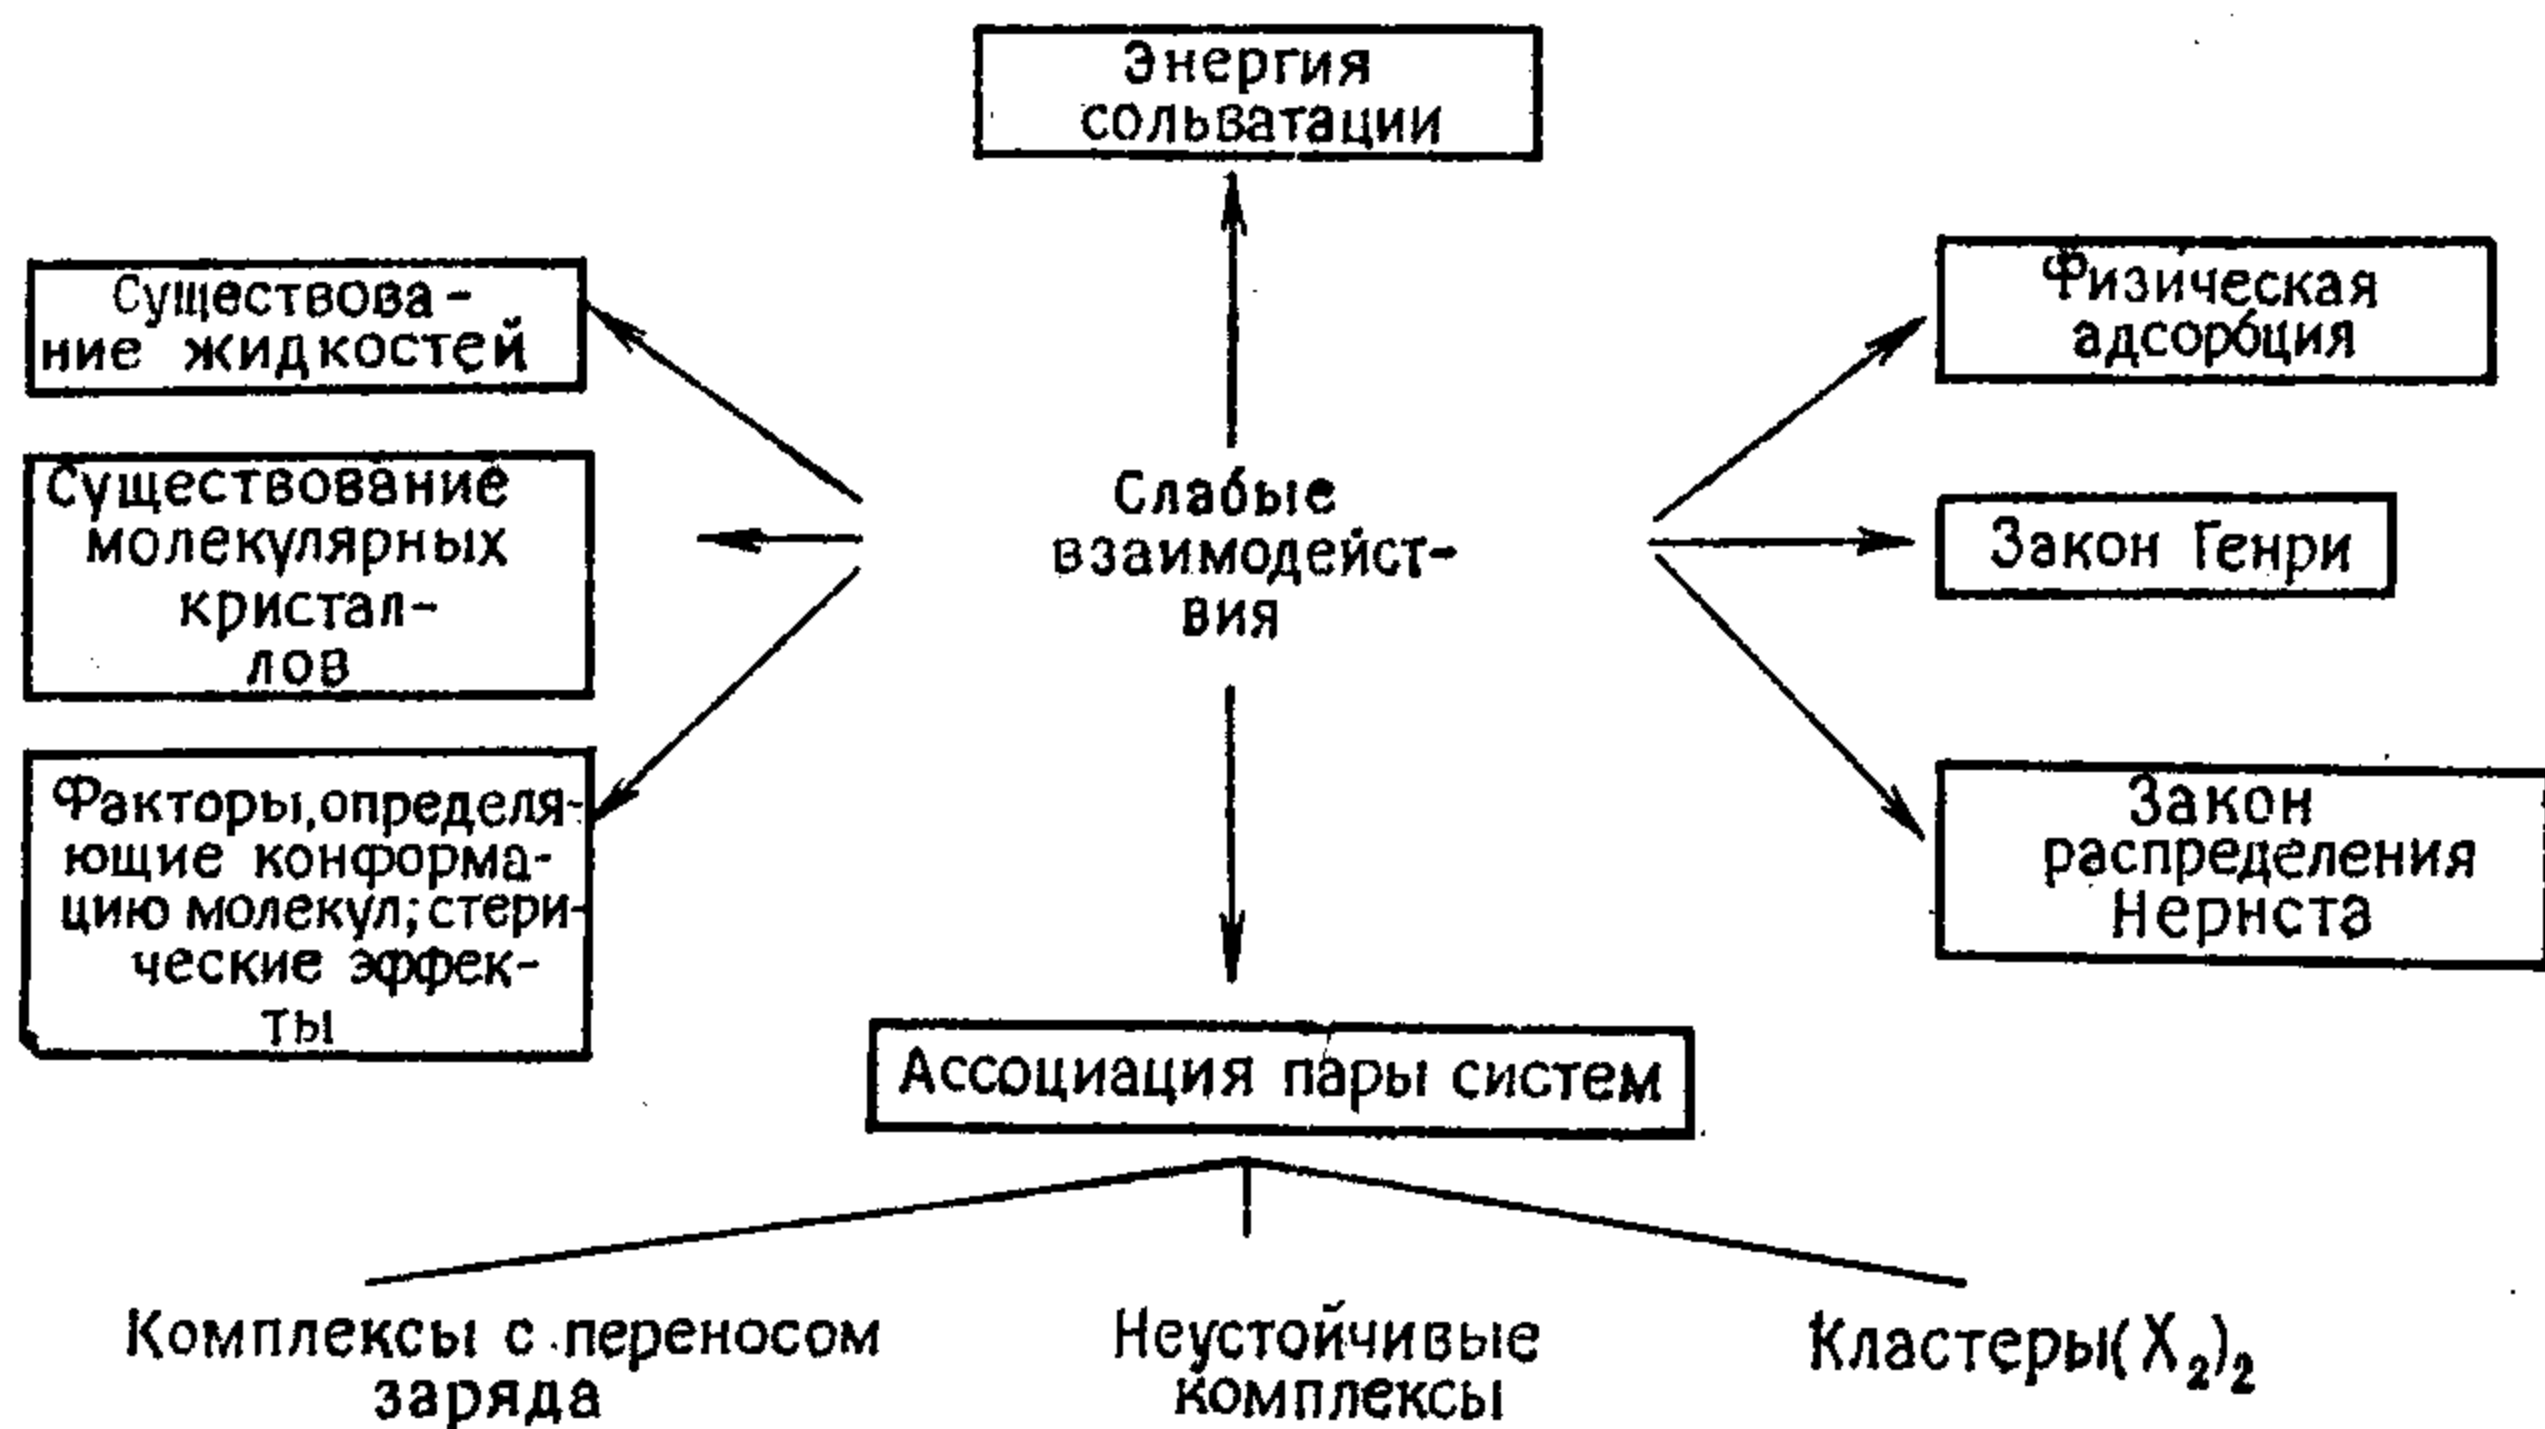 Энергия
сольватации
Существова-
ние жидкостей
Физическая
адсорбция
Существование
молекулярных
кристал-
лов
Слабые
взаимодейст-
вия
Закон Генри
Факторы, определя-
ющие конформа-
цию молекул; стери-
ческие эффек-
ты
Закон
распределения
Нернста
Ассоциация пары систем
Комплексы с переносом
заряда
Неустойчивые
комплексы
Кластеры (X₂)₂